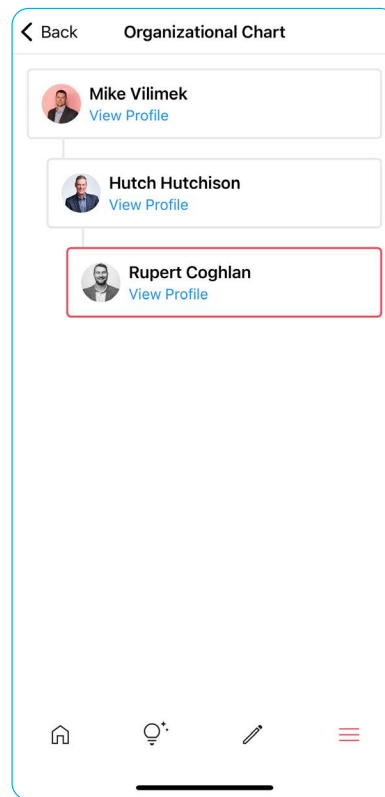 Back Organizational Chart
Mike Vilimek
View Profile
Hutch Hutchison
View Profile
Rupert Coghlan
View Profile